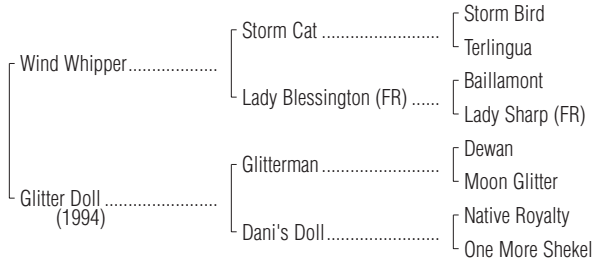 Storm Bird
Storm Cat ........................
Terlingua
Wind Whipper..................
Baillamont
Lady Blessington (FR) ......
Lady Sharp (FR)
Dewan
Glitterman ........................
Moon Glitter
Glitter Doll .......................
(1994)
Native Royalty
Dani's Doll.......................
One More Shekel